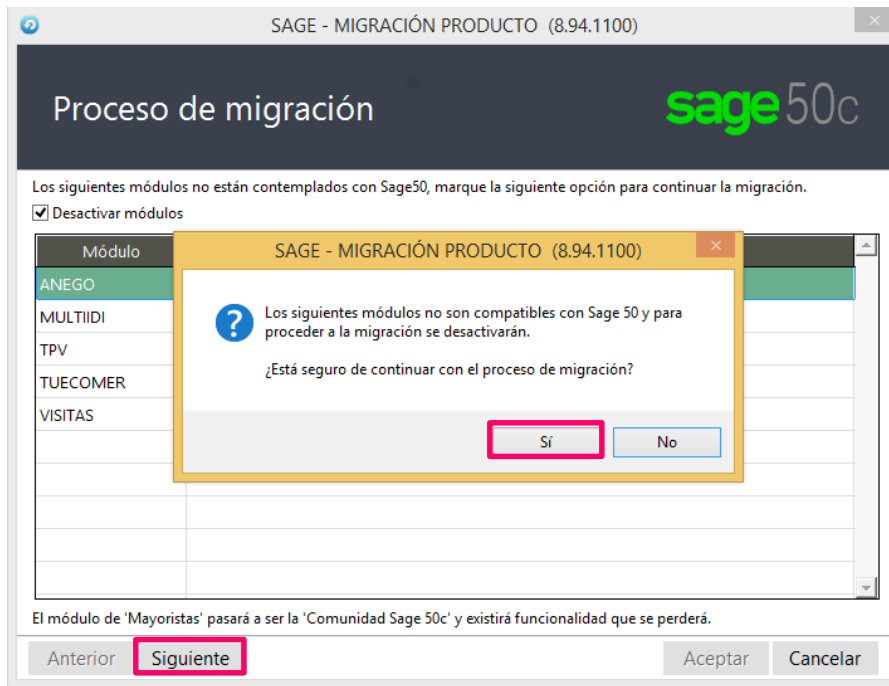 SAGE - MIGRACIÓN PRODUCTO (8.94.1100)
Proceso de migración
sage 50c
Los siguientes módulos no están contemplados con Sage50, marque la siguiente opción para continuar la migración.
Desactivar módulos
Módulo
SAGE - MIGRACIÓN PRODUCTO (8.94.1100)
ANEGO
MULTIIDI
TPV
TUECOMER
VISITAS
Los siguientes módulos no son compatibles con Sage 50 y para
proceder a la migración se desactivarán.
¿Está seguro de continuar con el proceso de migración?
Sí
No
El módulo de 'Mayoristas' pasará a ser la 'Comunidad Sage 50c' y existirá funcionalidad que se perderá.
Anterior
Siguiente
Aceptar
Cancelar